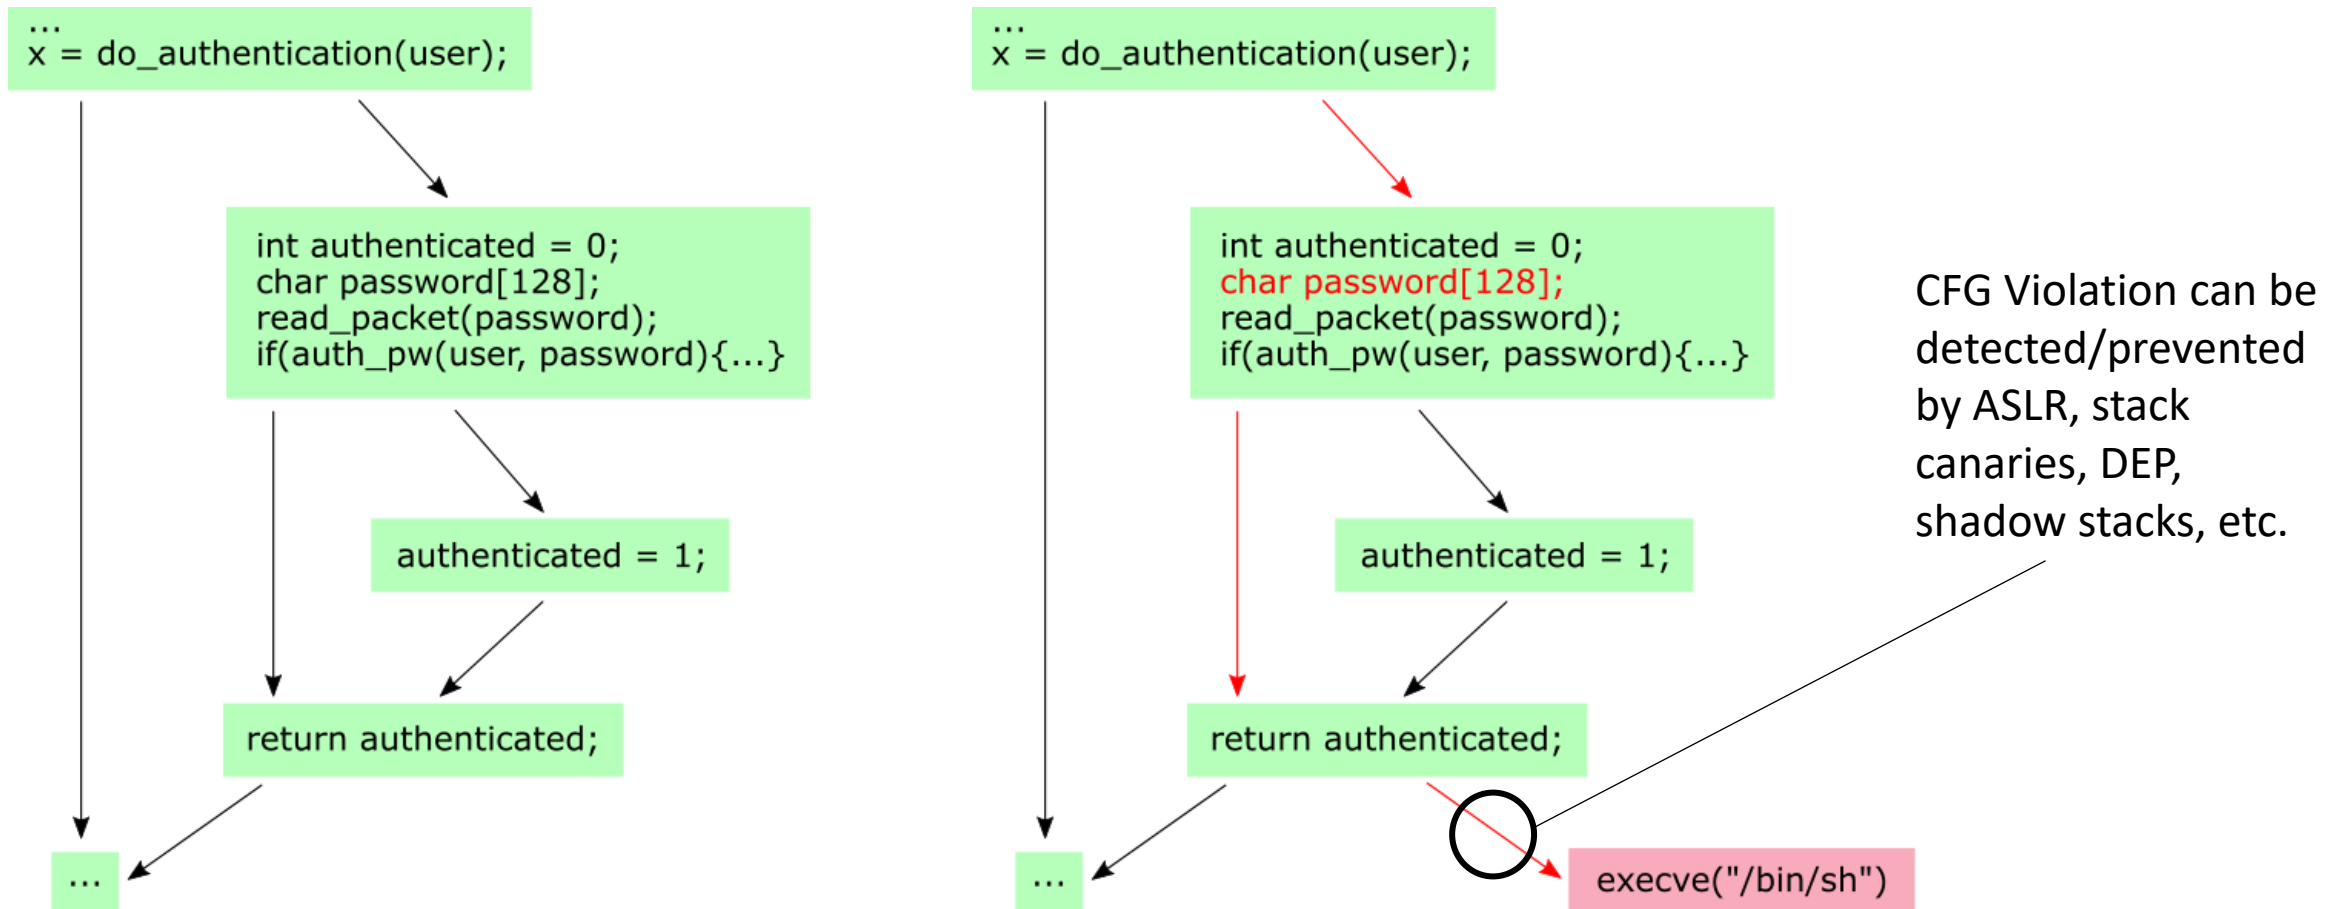 ...
x = do_authentication(user);
int authenticated = 0;
char password[128];
read_packet(password);
if(auth_pw(user, password){...}
authenticated = 1;
return authenticated;
...
...
x = do_authentication(user);
int authenticated = 0;
char password[128];
read_packet(password);
if(auth_pw(user, password){...}
authenticated = 1;
return authenticated;
...
execve("/bin/sh")
CFG Violation can be
detected/prevented
by ASLR, stack
canaries, DEP,
shadow stacks, etc.